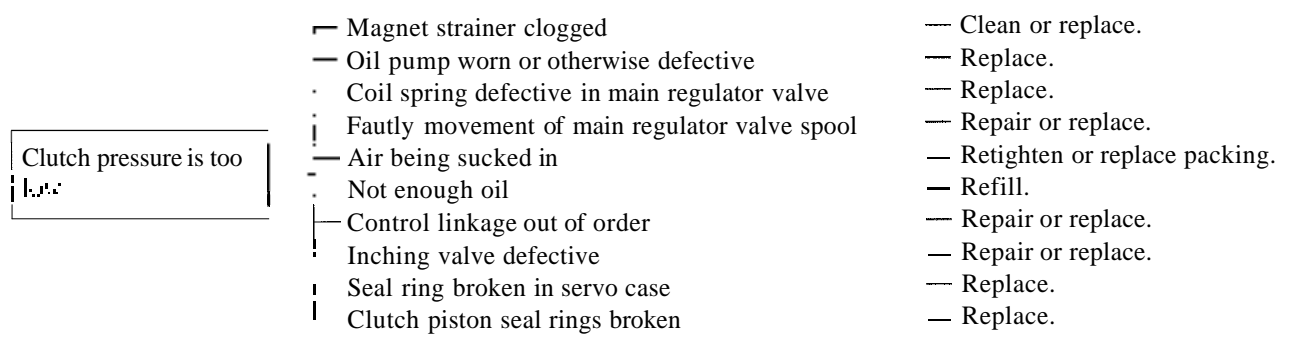 Magnet strainer clogged — Clean or replace.
Oil pump worn or otherwise defective — Replace.
Coil spring defective in main regulator valve — Replace.
Fautly movement of main regulator valve spool — Repair or replace.
Clutch pressure is too
Air being sucked in — Retighten or replace packing.
Not enough oil — Refill.
Control linkage out of order — Repair or replace.
Inching valve defective — Repair or replace.
Seal ring broken in servo case — Replace.
Clutch piston seal rings broken — Replace.